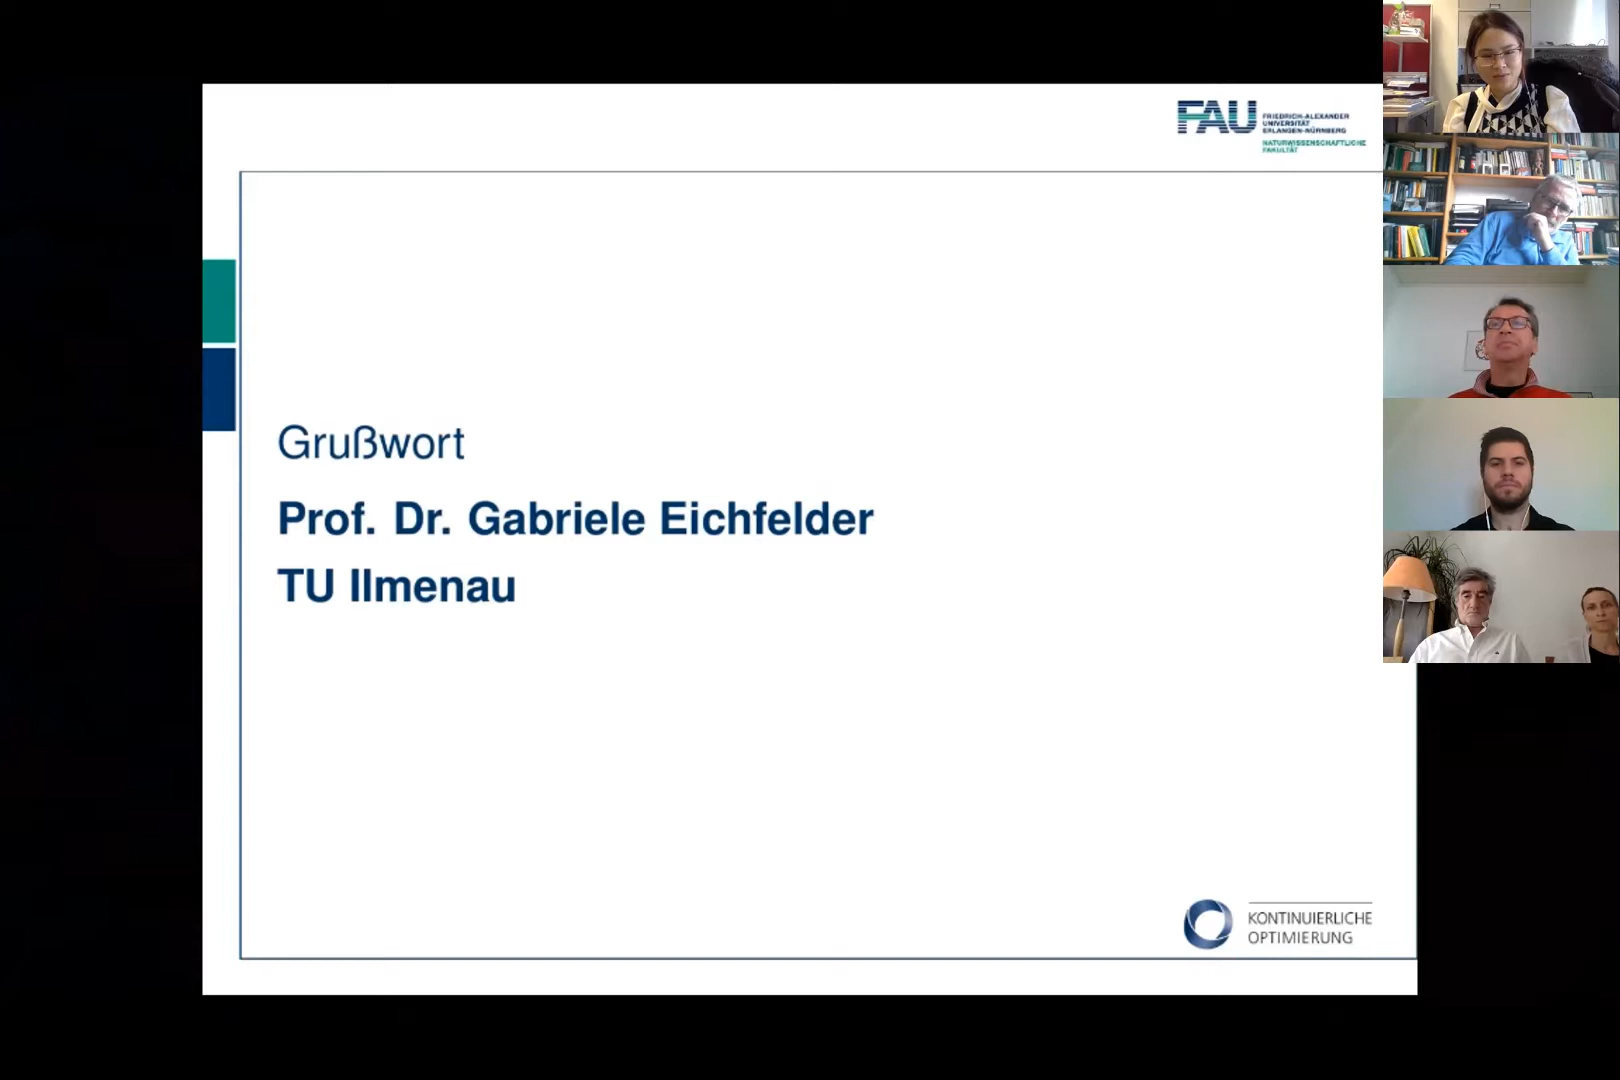 FAU
FRIEDRICH-ALEXANDER
UNIVERSITÄT
ERLANGEN-NÜRNBERG
NATURWISSENSCHAFTLICHE
FAKULTÄT
Grußwort
Prof. Dr. Gabriele Eichfelder
TU Ilmenau
KONTINUIERLICHE
OPTIMIERUNG